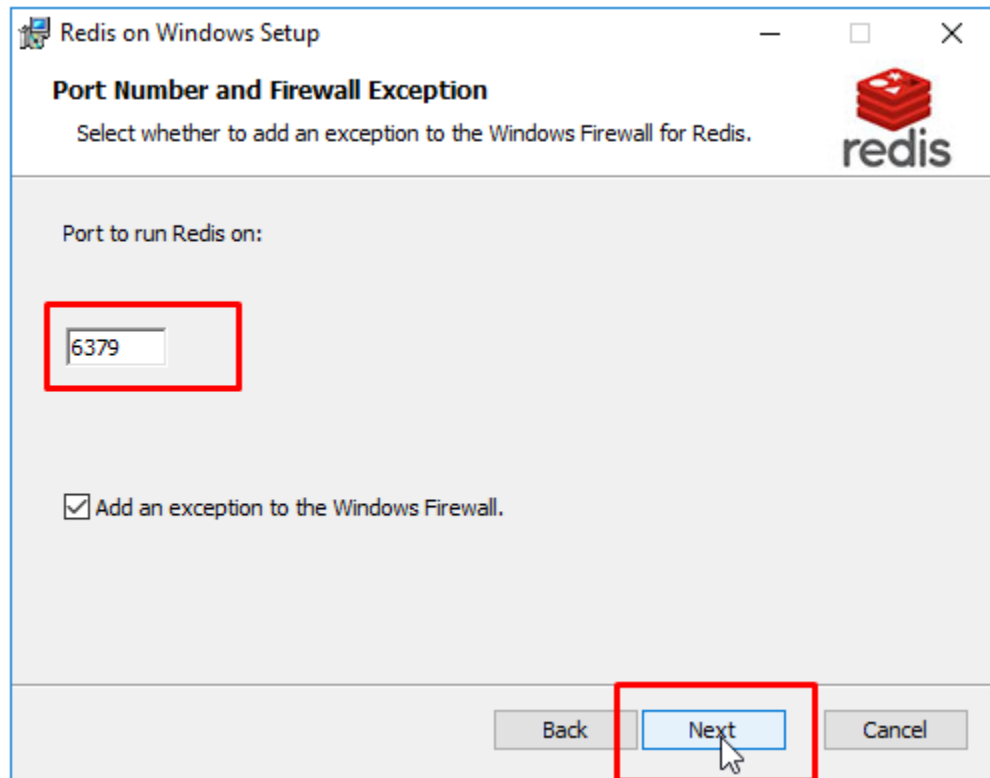 Redis on Windows Setup
Port Number and Firewall Exception
Select whether to add an exception to the Windows Firewall for Redis.
redis
Port to run Redis on:
6379
Add an exception to the Windows Firewall.
Back
Next
Cancel